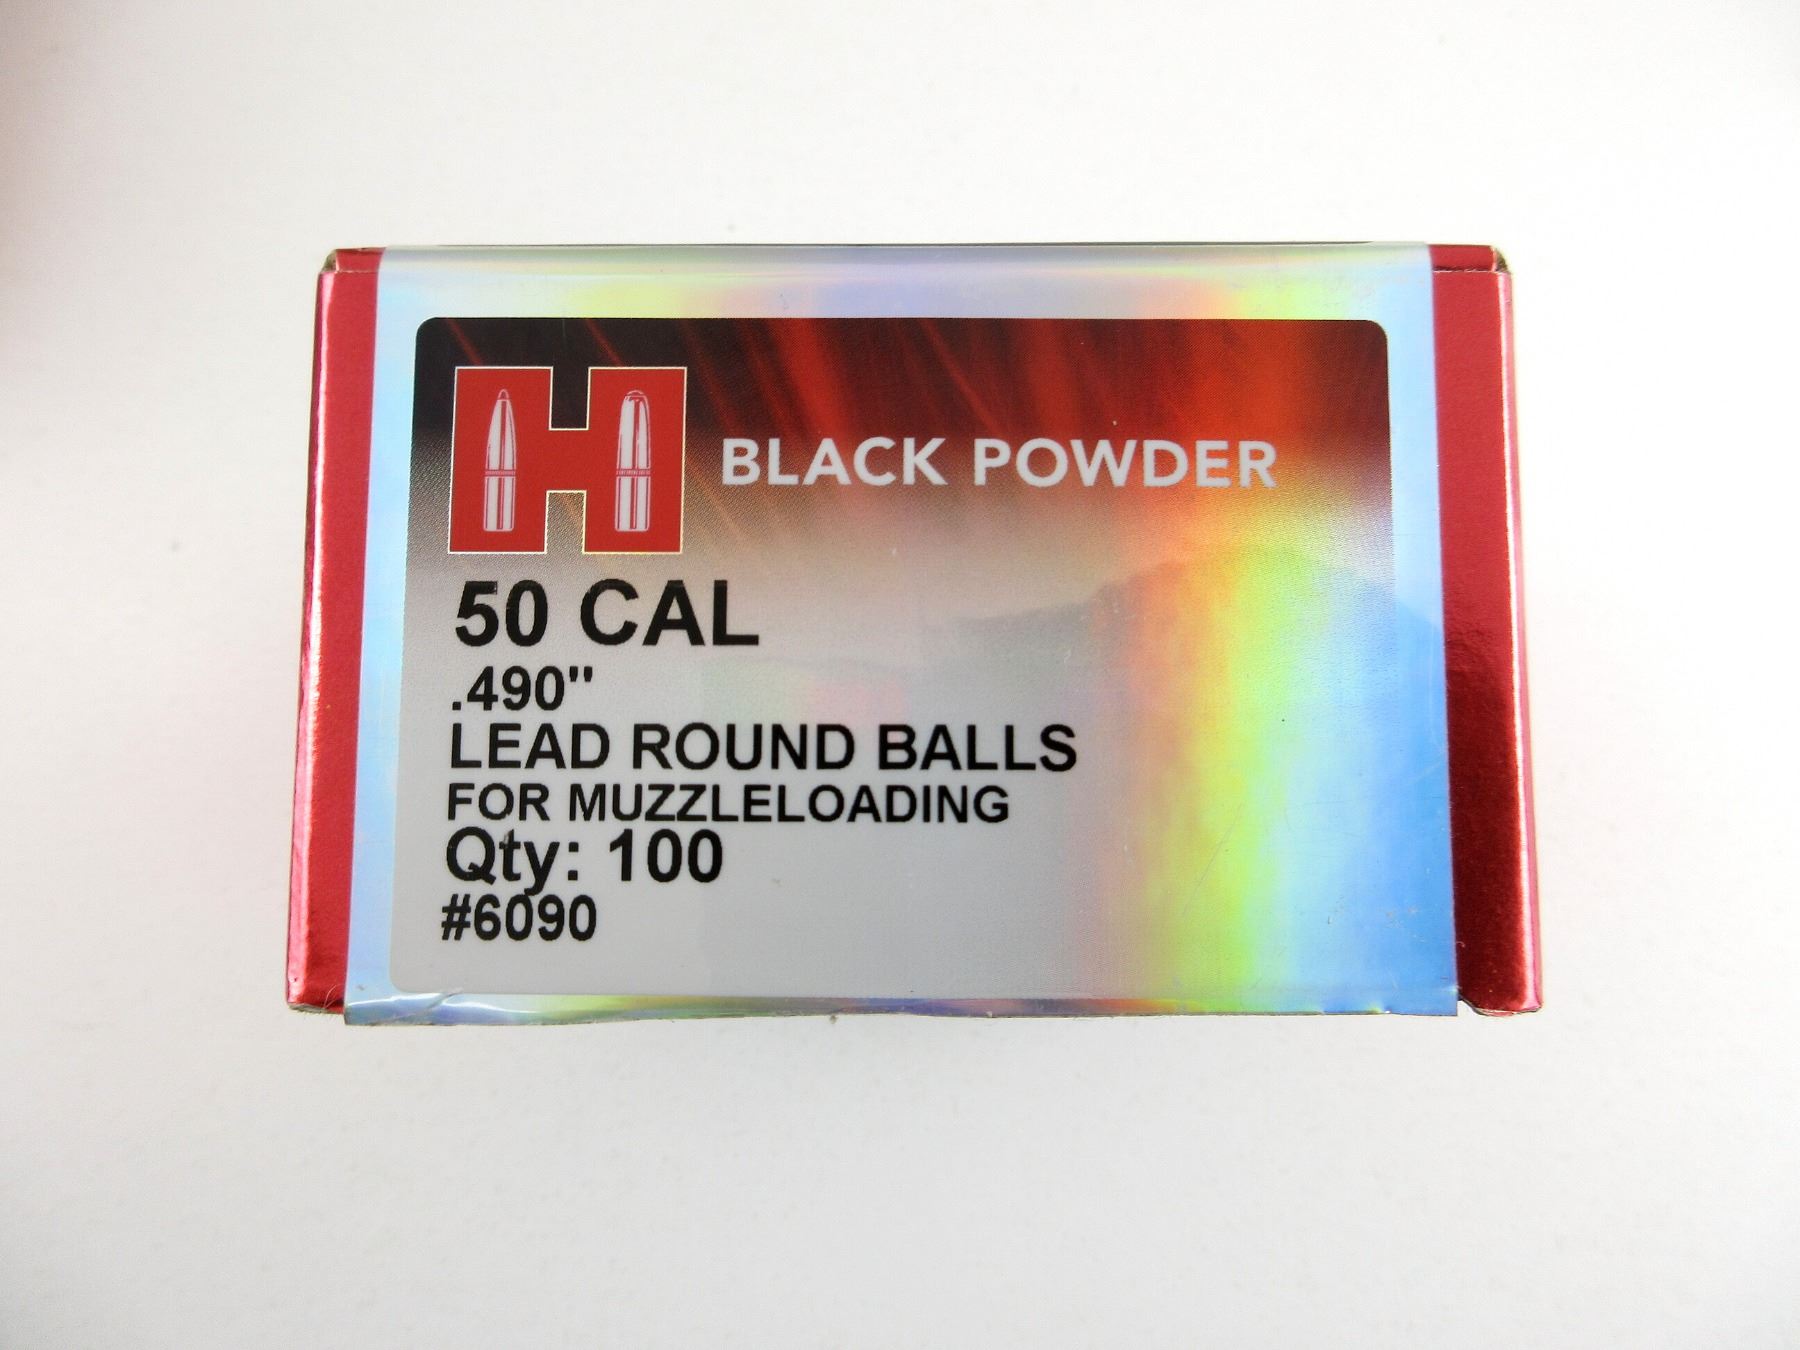 H BLACK POWDER
50 CAL
.490"
LEAD ROUND BALLS
FOR MUZZLELOADING
Qty: 100
#6090